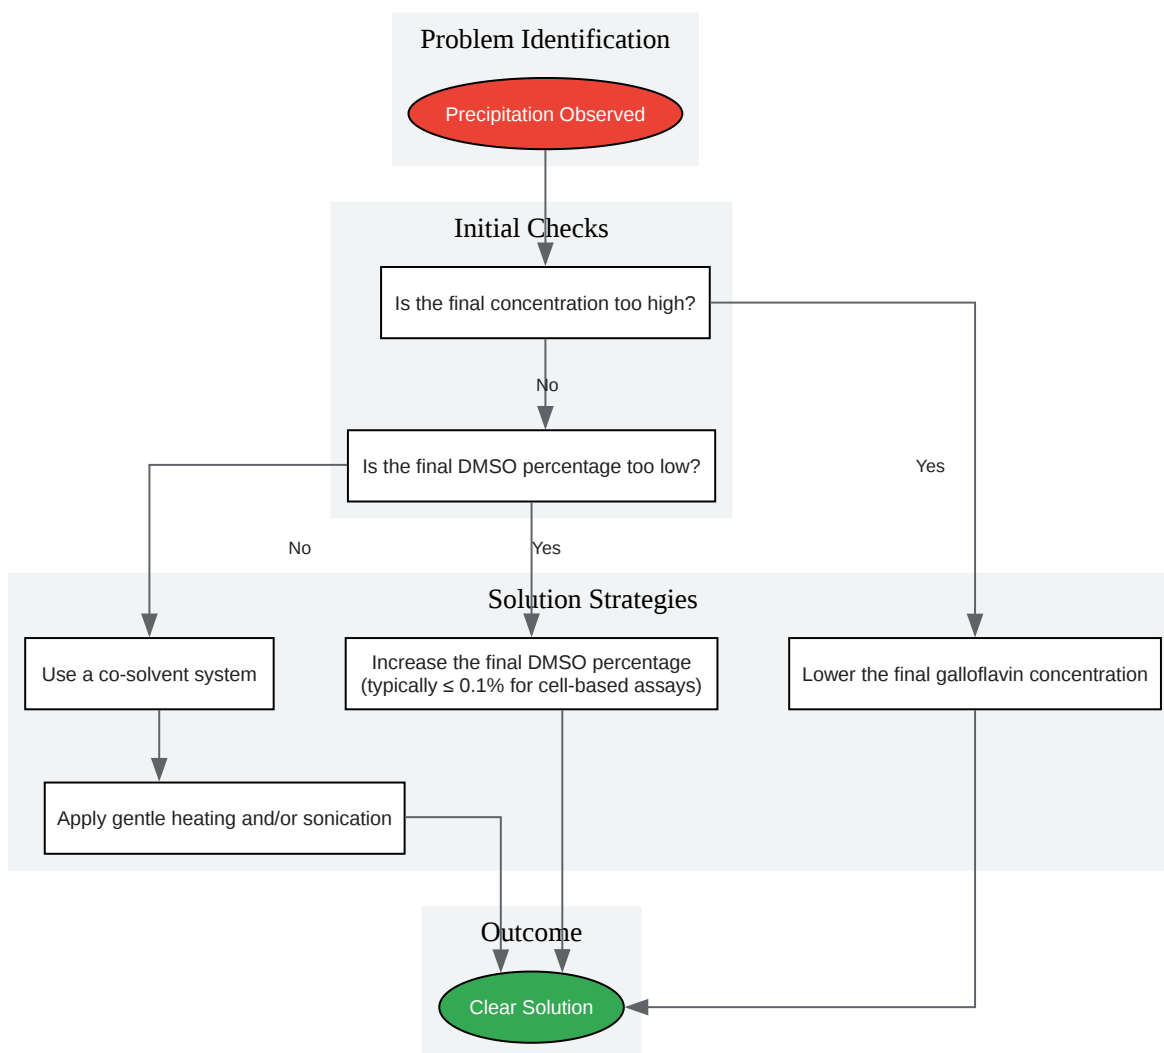 Problem Identification
Precipitation Observed
Initial Checks
Is the final concentration too high?
No
Is the final DMSO percentage too low?
Yes
No
Yes
Solution Strategies
Use a co-solvent system
Increase the final DMSO percentage
(typically ≤ 0.1% for cell-based assays)
Lower the final galloflavin concentration
Apply gentle heating and/or sonication
Outcome
Clear Solution